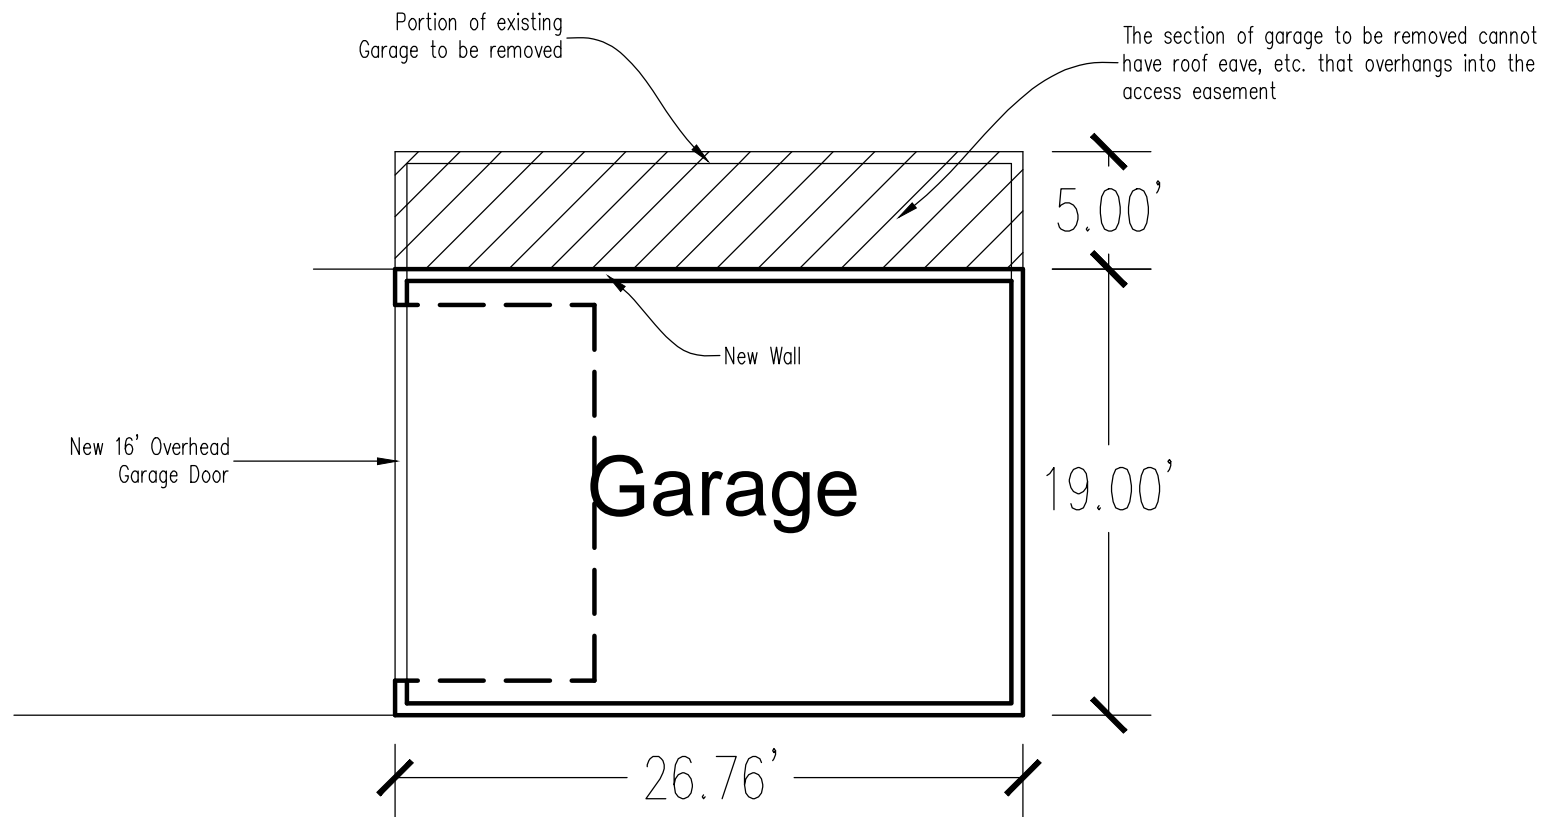 Portion of existing
Garage to be removed
The section of garage to be removed cannot
have roof eave, etc. that overhangs into the
access easement
5.00'
New Wall
New 16' Overhead
Garage Door
Garage
19.00'
26.76'